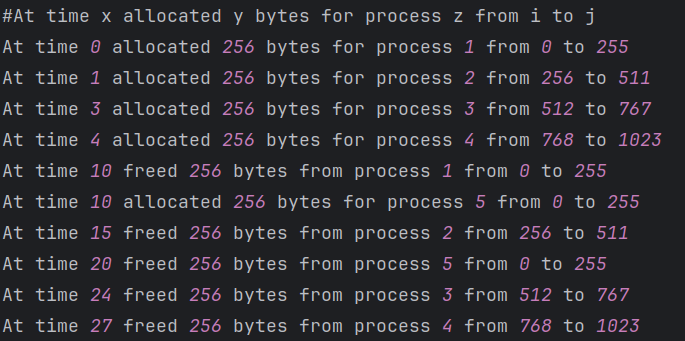 #At time x allocated y bytes for process z from i to j
At time 0 allocated 256 bytes for process 1 from 0 to 255
At time 1 allocated 256 bytes for process 2 from 256 to 511
At time 3 allocated 256 bytes for process 3 from 512 to 767
At time 4 allocated 256 bytes for process 4 from 768 to 1023
At time 10 freed 256 bytes from process 1 from 0 to 255
At time 10 allocated 256 bytes for process 5 from 0 to 255
At time 15 freed 256 bytes from process 2 from 256 to 511
At time 20 freed 256 bytes from process 5 from 0 to 255
At time 24 freed 256 bytes from process 3 from 512 to 767
At time 27 freed 256 bytes from process 4 from 768 to 1023